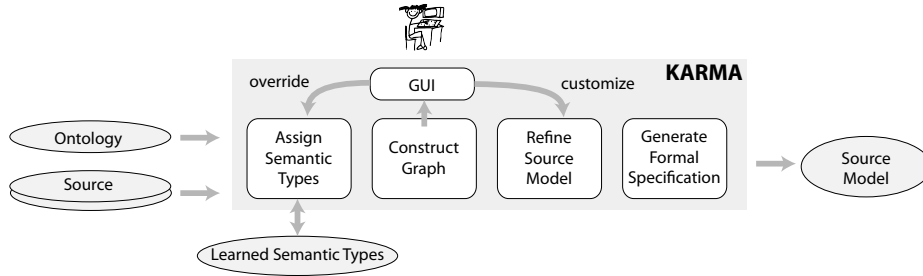 KARMA
override
GUI
customize
Ontology
Source
Assign
Semantic
Types
Construct
Graph
Refine
Source
Model
Generate
Formal
Specification
Source
Model
Learned Semantic Types